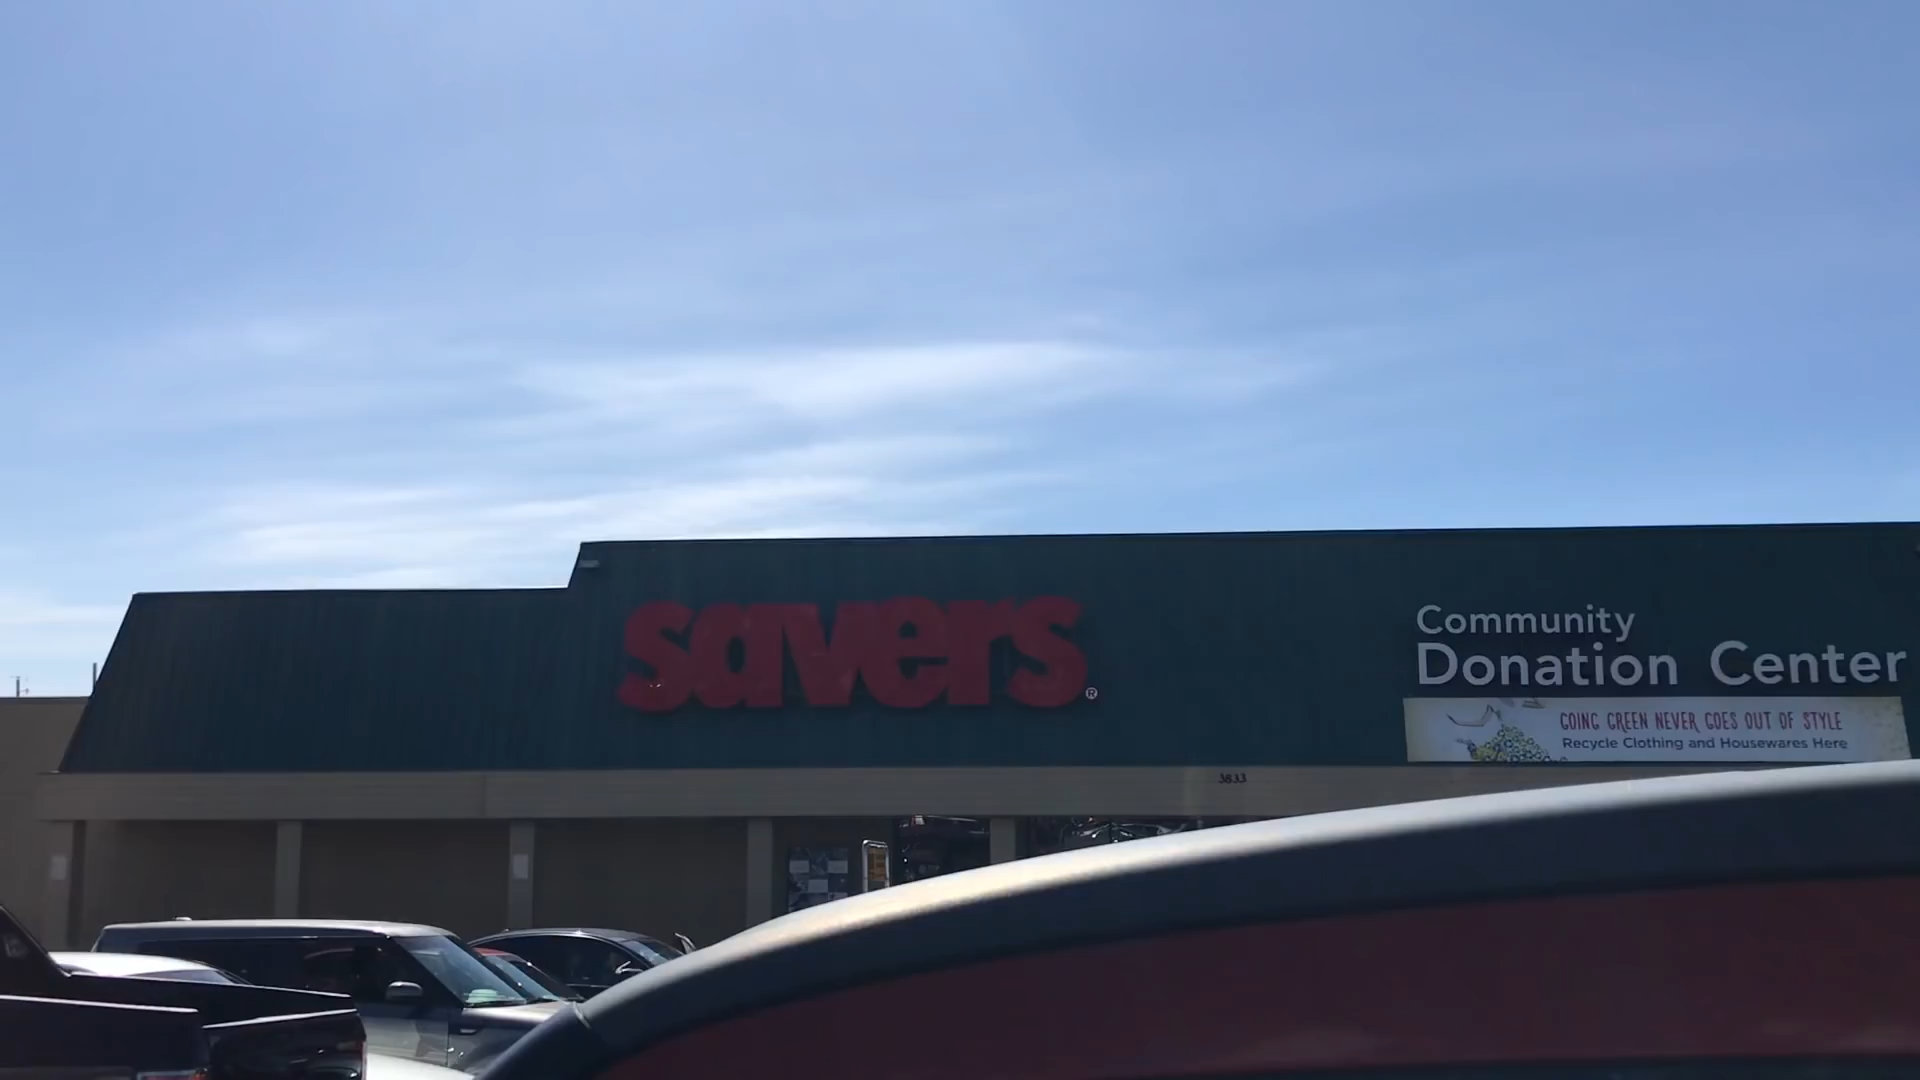 savers®
Community
Donation Center
GOING GREEN NEVER GOES OUT OF STYLE
Recycle Clothing and Housewares Here
3833